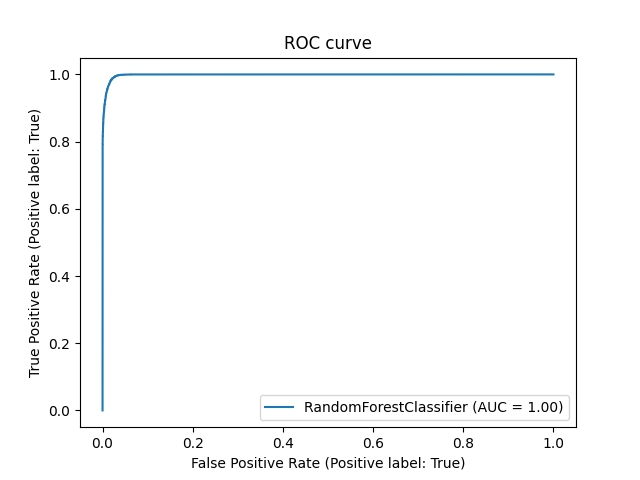 ROC curve
1.0
0.8
0.6
0.4
0.2
0.0
True Positive Rate (Positive label: True)
RandomForestClassifier (AUC = 1.00)
0.0 0.2 0.4 0.6 0.8 1.0
False Positive Rate (Positive label: True)